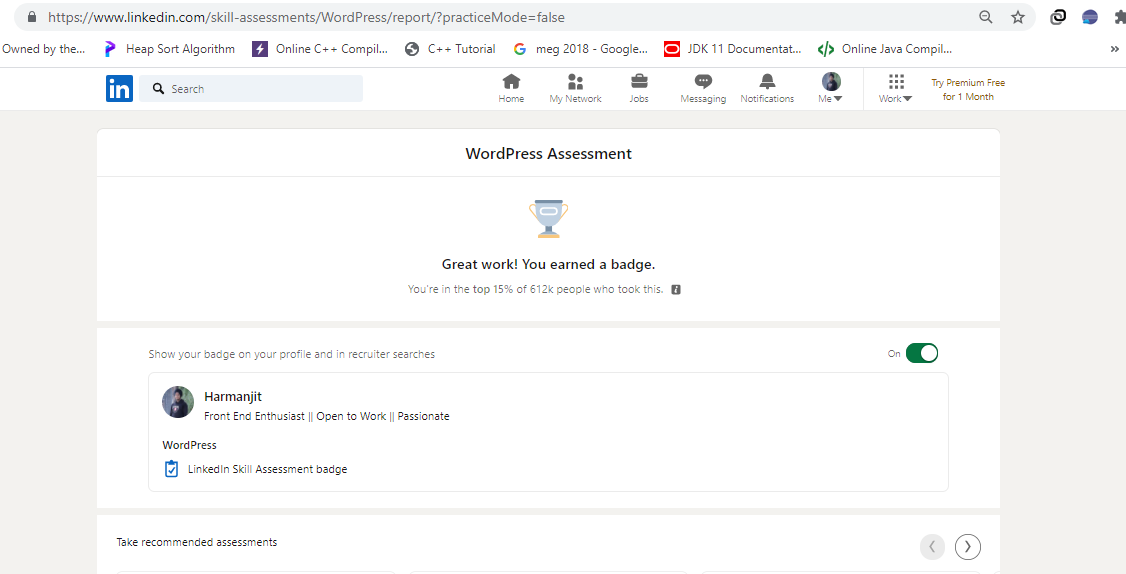 https://www.linkedin.com/skill-assessments/WordPress/report/?practiceMode=false
Owned by the... Heap Sort Algorithm Online C++ Compil... C++ Tutorial G meg 2018 - Google... JDK 11 Documentat... </> Online Java Compil... »
in Search Home My Network Jobs Messaging Notifications Me Work Try Premium Free
for 1 Month
WordPress Assessment
Great work! You earned a badge.
You're in the top 15% of 612k people who took this. i
Show your badge on your profile and in recruiter searches On
Harmanjit
Front End Enthusiast || Open to Work || Passionate
WordPress
LinkedIn Skill Assessment badge
Take recommended assessments